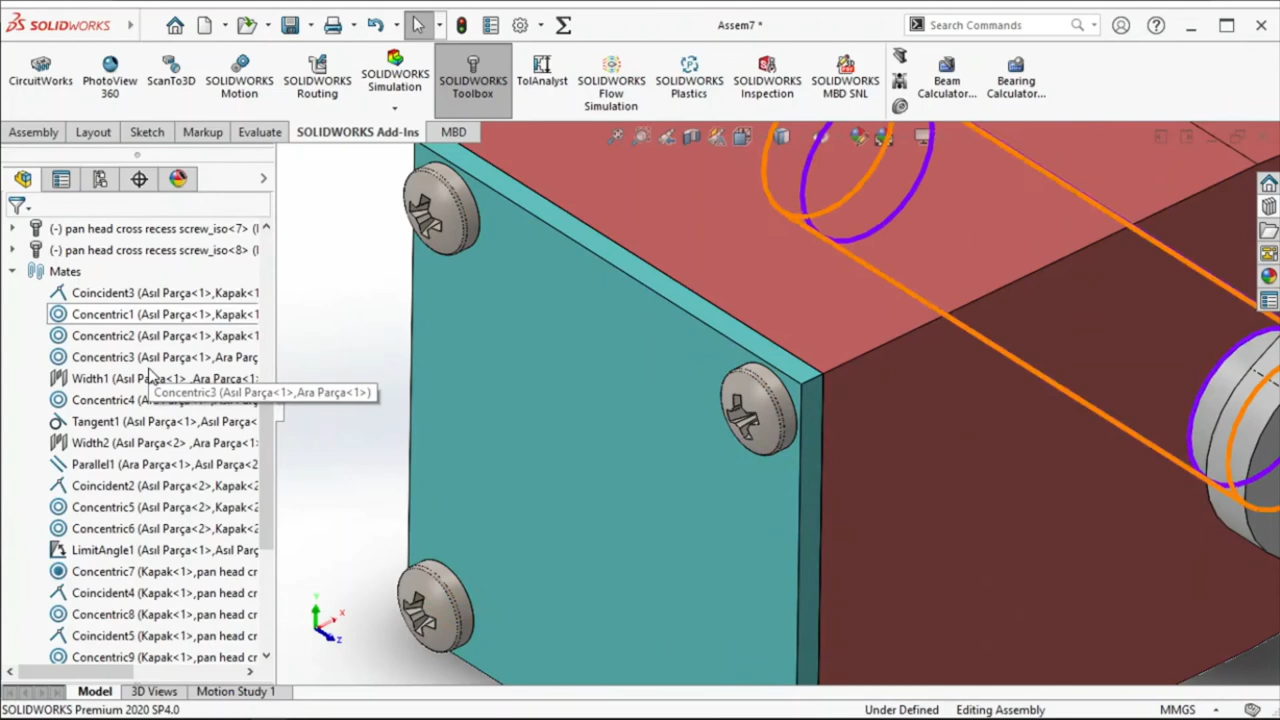 SOLIDWORKS
Assem7 *
Search Commands
CircuitWorks
PhotoView 360
ScanTo3D
SOLIDWORKS Motion
SOLIDWORKS Routing
SOLIDWORKS Simulation
SOLIDWORKS Toolbox
TolAnalyst
SOLIDWORKS Flow Simulation
SOLIDWORKS Plastics
SOLIDWORKS Inspection
SOLIDWORKS MBD SNL
Beam Calculator...
Bearing Calculator...
Assembly
Layout
Sketch
Markup
Evaluate
SOLIDWORKS Add-Ins
MBD
(-) pan head cross recess screw_iso<7> (
(-) pan head cross recess screw_iso<8> (
Mates
Coincident3 (Asıl Parça<1>,Kapak<1
Concentric1 (Asıl Parça<1>,Kapak<1
Concentric2 (Asıl Parça<1>,Kapak<1
Concentric3 (Asıl Parça<1>,Ara Parç
Width1 (Asıl Parça<1> ,Ara Parça<1>
Concentric3 (Asıl Parça<1>,Ara Parça<1>)
Concentric4
Tangent1 (Asıl Parça<1>,Asıl Parça<
Width2 (Asıl Parça<2> ,Ara Parça<1>
Parallel1 (Ara Parça<1>,Asıl Parça<2
Coincident2 (Asıl Parça<2>,Kapak<2
Concentric5 (Asıl Parça<2>,Kapak<2
Concentric6 (Asıl Parça<2>,Kapak<2
LimitAngle1 (Asıl Parça<1>,Asıl Parç
Concentric7 (Kapak<1>,pan head cr
Coincident4 (Kapak<1>,pan head cr
Concentric8 (Kapak<1>,pan head cr
Coincident5 (Kapak<1>,pan head cr
Concentric9 (Kapak<1>,pan head cr
Y
X
Z
Model
3D Views
Motion Study 1
SOLIDWORKS Premium 2020 SP4.0
Under Defined
Editing Assembly
MMGS